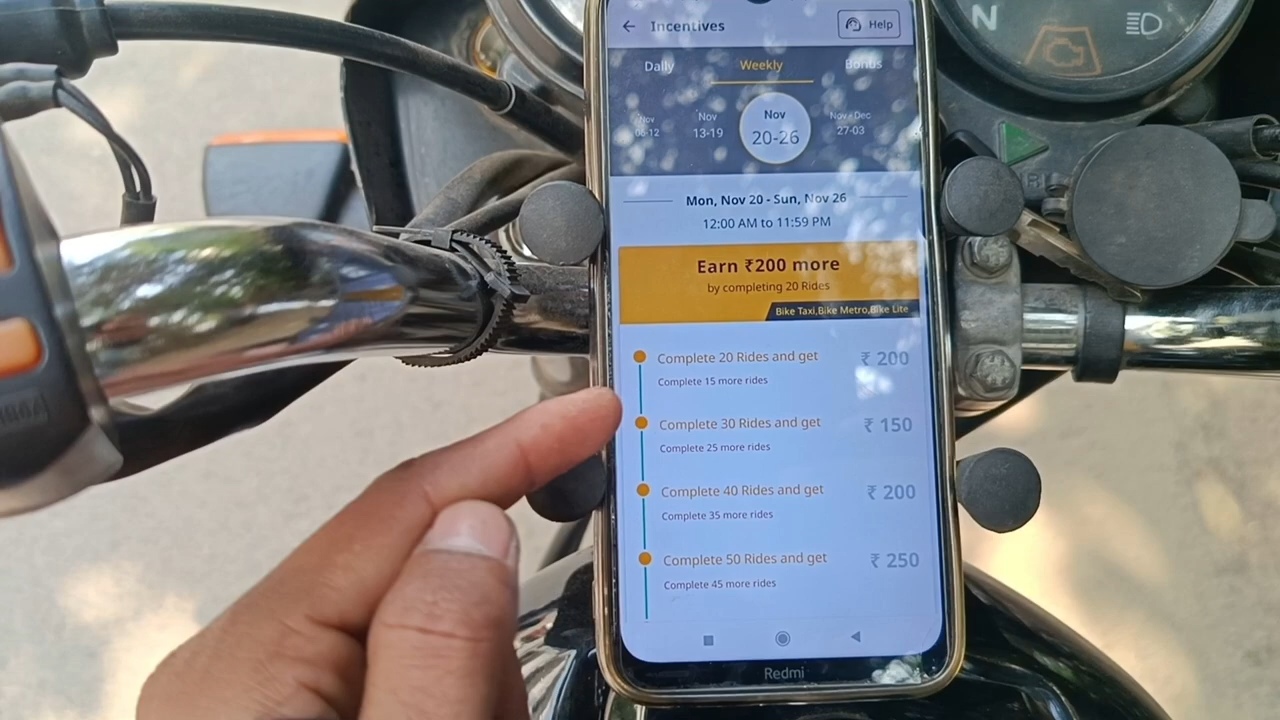 Incentives
Help
Daily
Weekly
Bonus
Nov
06-12
Nov
13-19
Nov
20-26
Nov - Dec
27-03
Mon, Nov 20 - Sun, Nov 26
12:00 AM to 11:59 PM
Earn ₹200 more
by completing 20 Rides
Bike Taxi,Bike Metro,Bike Lite
Complete 20 Rides and get
₹ 200
Complete 15 more rides
Complete 30 Rides and get
₹ 150
Complete 25 more rides
Complete 40 Rides and get
₹ 200
Complete 35 more rides
Complete 50 Rides and get
₹ 250
Complete 45 more rides
Redmi
N